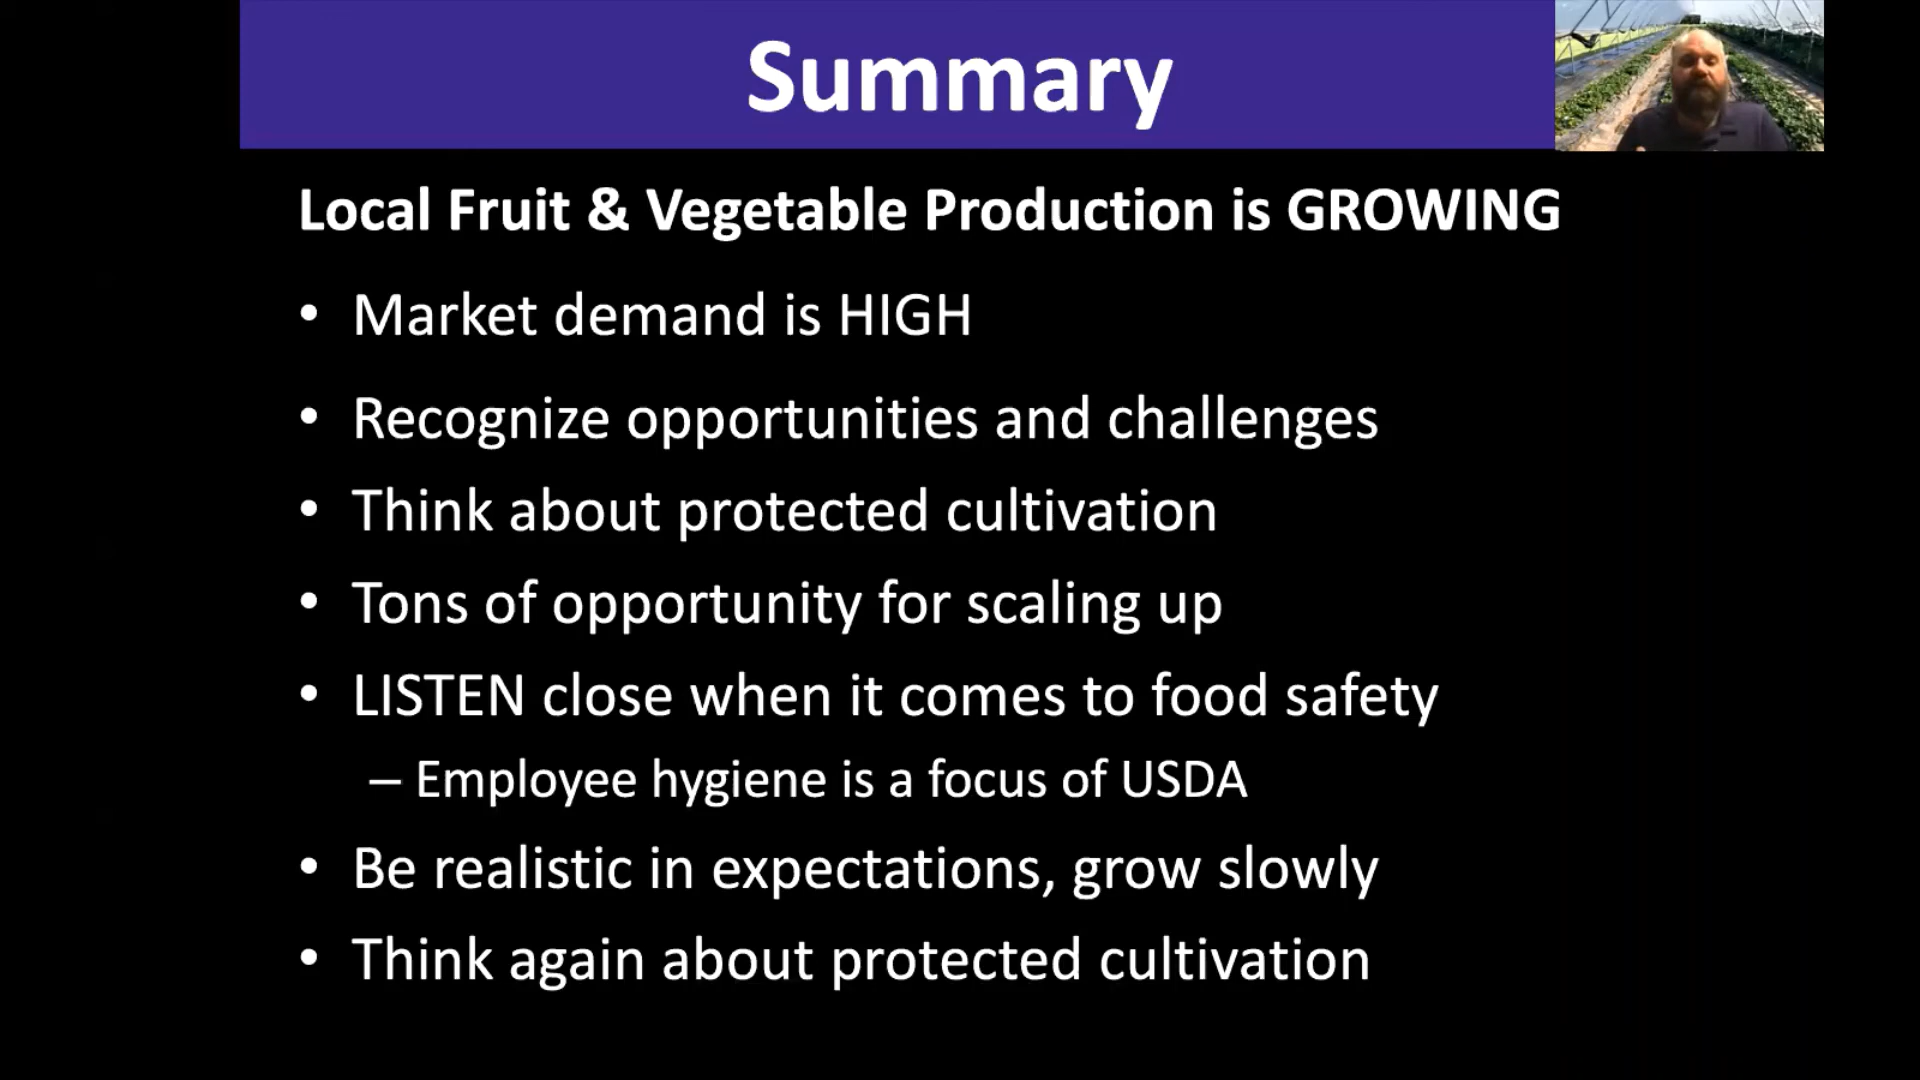 Summary
Local Fruit & Vegetable Production is GROWING
• Market demand is HIGH
• Recognize opportunities and challenges
• Think about protected cultivation
• Tons of opportunity for scaling up
• LISTEN close when it comes to food safety
– Employee hygiene is a focus of USDA
• Be realistic in expectations, grow slowly
• Think again about protected cultivation